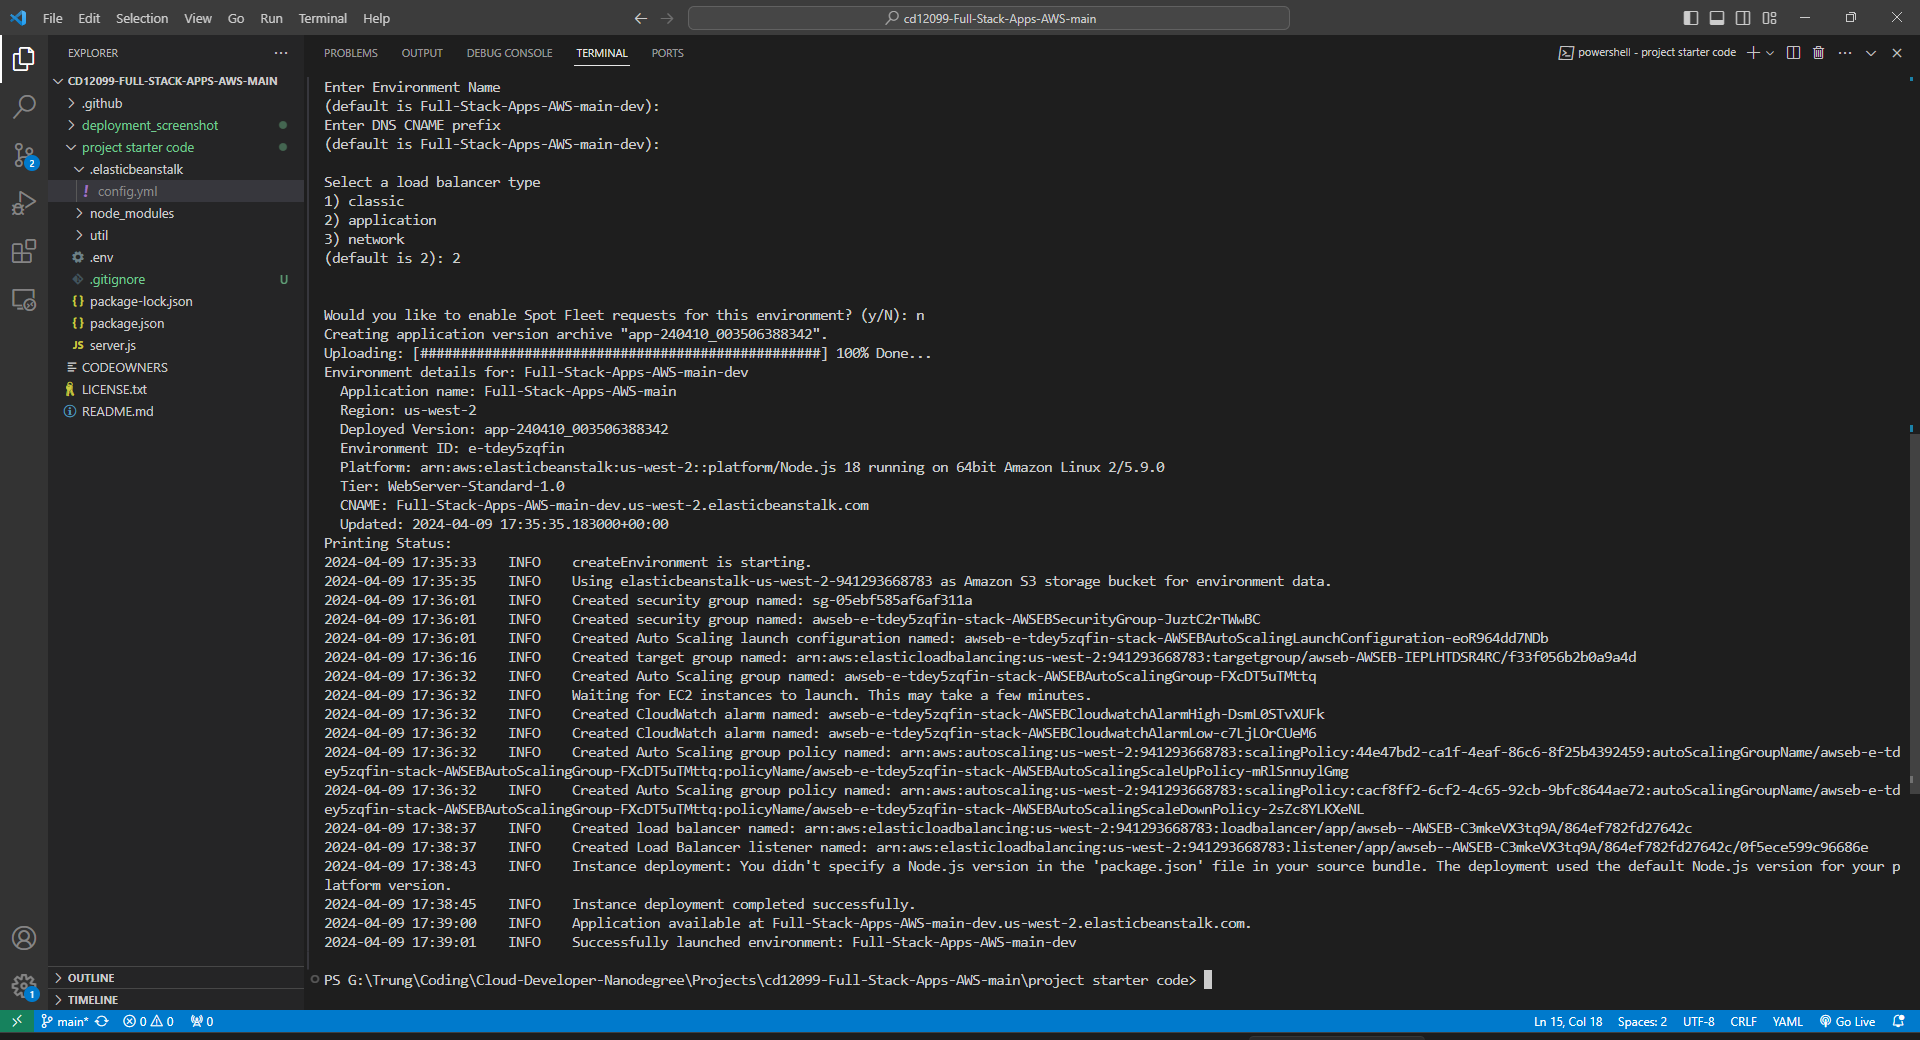 File Edit Selection View Go Run Terminal Help
cd12099-Full-Stack-Apps-AWS-main
EXPLORER
CD12099-FULL-STACK-APPS-AWS-MAIN
.github
deployment_screenshot
project starter code
.elasticbeanstalk
! config.yml
node_modules
util
.env
.gitignore U
{} package-lock.json
{} package.json
JS server.js
CODEOWNERS
LICENSE.txt
README.md
OUTLINE
TIMELINE
2
1
PROBLEMS OUTPUT DEBUG CONSOLE TERMINAL PORTS
powershell - project starter code
Enter Environment Name
(default is Full-Stack-Apps-AWS-main-dev):
Enter DNS CNAME prefix
(default is Full-Stack-Apps-AWS-main-dev):
Select a load balancer type
1) classic
2) application
3) network
(default is 2): 2
Would you like to enable Spot Fleet requests for this environment? (y/N): n
Creating application version archive "app-240410_003506388342".
Uploading: [##################################################] 100% Done...
Environment details for: Full-Stack-Apps-AWS-main-dev
Application name: Full-Stack-Apps-AWS-main
Region: us-west-2
Deployed Version: app-240410_003506388342
Environment ID: e-tdey5zqfin
Platform: arn:aws:elasticbeanstalk:us-west-2::platform/Node.js 18 running on 64bit Amazon Linux 2/5.9.0
Tier: WebServer-Standard-1.0
CNAME: Full-Stack-Apps-AWS-main-dev.us-west-2.elasticbeanstalk.com
Updated: 2024-04-09 17:35:35.183000+00:00
Printing Status:
2024-04-09 17:35:33 INFO createEnvironment is starting.
2024-04-09 17:35:35 INFO Using elasticbeanstalk-us-west-2-941293668783 as Amazon S3 storage bucket for environment data.
2024-04-09 17:36:01 INFO Created security group named: sg-05ebf585af6af311a
2024-04-09 17:36:01 INFO Created security group named: awseb-e-tdey5zqfin-stack-AWSEBSecurityGroup-JuztC2rTWwBC
2024-04-09 17:36:01 INFO Created Auto Scaling launch configuration named: awseb-e-tdey5zqfin-stack-AWSEBAutoScalingLaunchConfiguration-eoR964dd7NDb
2024-04-09 17:36:16 INFO Created target group named: arn:aws:elasticloadbalancing:us-west-2:941293668783:targetgroup/awseb-AWSEB-IEPLHTDSR4RC/f33f056b2b0a9a4d
2024-04-09 17:36:32 INFO Created Auto Scaling group named: awseb-e-tdey5zqfin-stack-AWSEBAutoScalingGroup-FXcDT5uTMttq
2024-04-09 17:36:32 INFO Waiting for EC2 instances to launch. This may take a few minutes.
2024-04-09 17:36:32 INFO Created CloudWatch alarm named: awseb-e-tdey5zqfin-stack-AWSEBCloudwatchAlarmHigh-DsmL0STvXUFk
2024-04-09 17:36:32 INFO Created CloudWatch alarm named: awseb-e-tdey5zqfin-stack-AWSEBCloudwatchAlarmLow-c7LjLOrCUeM6
2024-04-09 17:36:32 INFO Created Auto Scaling group policy named: arn:aws:autoscaling:us-west-2:941293668783:scalingPolicy:44e47bd2-ca1f-4eaf-86c6-8f25b4392459:autoScalingGroupName/awseb-e-td
ey5zqfin-stack-AWSEBAutoScalingGroup-FXcDT5uTMttq:policyName/awseb-e-tdey5zqfin-stack-AWSEBAutoScalingScaleUpPolicy-mRlSnnuylGmg
2024-04-09 17:36:32 INFO Created Auto Scaling group policy named: arn:aws:autoscaling:us-west-2:941293668783:scalingPolicy:cacf8ff2-6cf2-4c65-92cb-9bfc8644ae72:autoScalingGroupName/awseb-e-td
ey5zqfin-stack-AWSEBAutoScalingGroup-FXcDT5uTMttq:policyName/awseb-e-tdey5zqfin-stack-AWSEBAutoScalingScaleDownPolicy-2sZc8YLKXeNL
2024-04-09 17:38:37 INFO Created load balancer named: arn:aws:elasticloadbalancing:us-west-2:941293668783:loadbalancer/app/awseb--AWSEB-C3mkeVX3tq9A/864ef782fd27642c
2024-04-09 17:38:37 INFO Created Load Balancer listener named: arn:aws:elasticloadbalancing:us-west-2:941293668783:listener/app/awseb--AWSEB-C3mkeVX3tq9A/864ef782fd27642c/0f5ece599c96686e
2024-04-09 17:38:43 INFO Instance deployment: You didn't specify a Node.js version in the 'package.json' file in your source bundle. The deployment used the default Node.js version for your p
latform version.
2024-04-09 17:38:45 INFO Instance deployment completed successfully.
2024-04-09 17:39:00 INFO Application available at Full-Stack-Apps-AWS-main-dev.us-west-2.elasticbeanstalk.com.
2024-04-09 17:39:01 INFO Successfully launched environment: Full-Stack-Apps-AWS-main-dev
PS G:\Trung\Coding\Cloud-Developer-Nanodegree\Projects\cd12099-Full-Stack-Apps-AWS-main\project starter code>
main* 0 0 0
Ln 15, Col 18 Spaces: 2 UTF-8 CRLF YAML Go Live